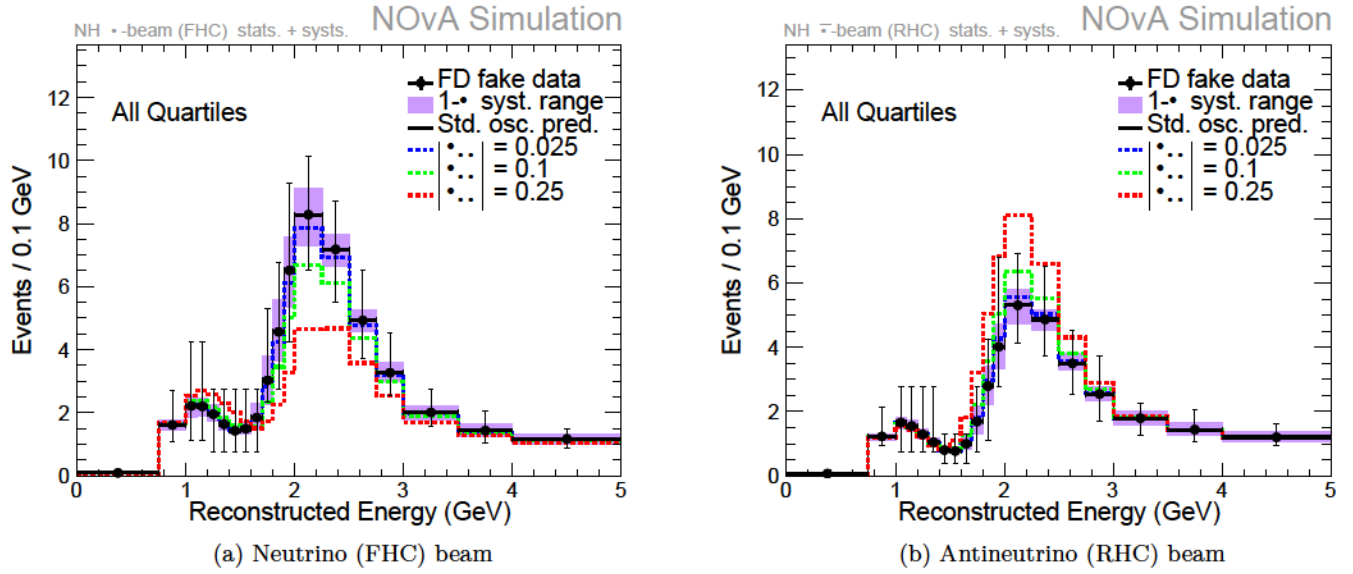 NH •-beam (FHC) stats. + systs. NOvA Simulation
FD fake data
1-• syst. range
Std. osc. pred.
|•..| = 0.025
|•..| = 0.1
|•..| = 0.25
All Quartiles
Events / 0.1 GeV
12
10
8
6
4
2
0
0 1 2 3 4 5
Reconstructed Energy (GeV)
(a) Neutrino (FHC) beam
NH •̅-beam (RHC) stats. + systs. NOvA Simulation
FD fake data
1-• syst. range
Std. osc. pred.
|•..| = 0.025
|•..| = 0.1
|•..| = 0.25
All Quartiles
Events / 0.1 GeV
12
10
8
6
4
2
0
0 1 2 3 4 5
Reconstructed Energy (GeV)
(b) Antineutrino (RHC) beam